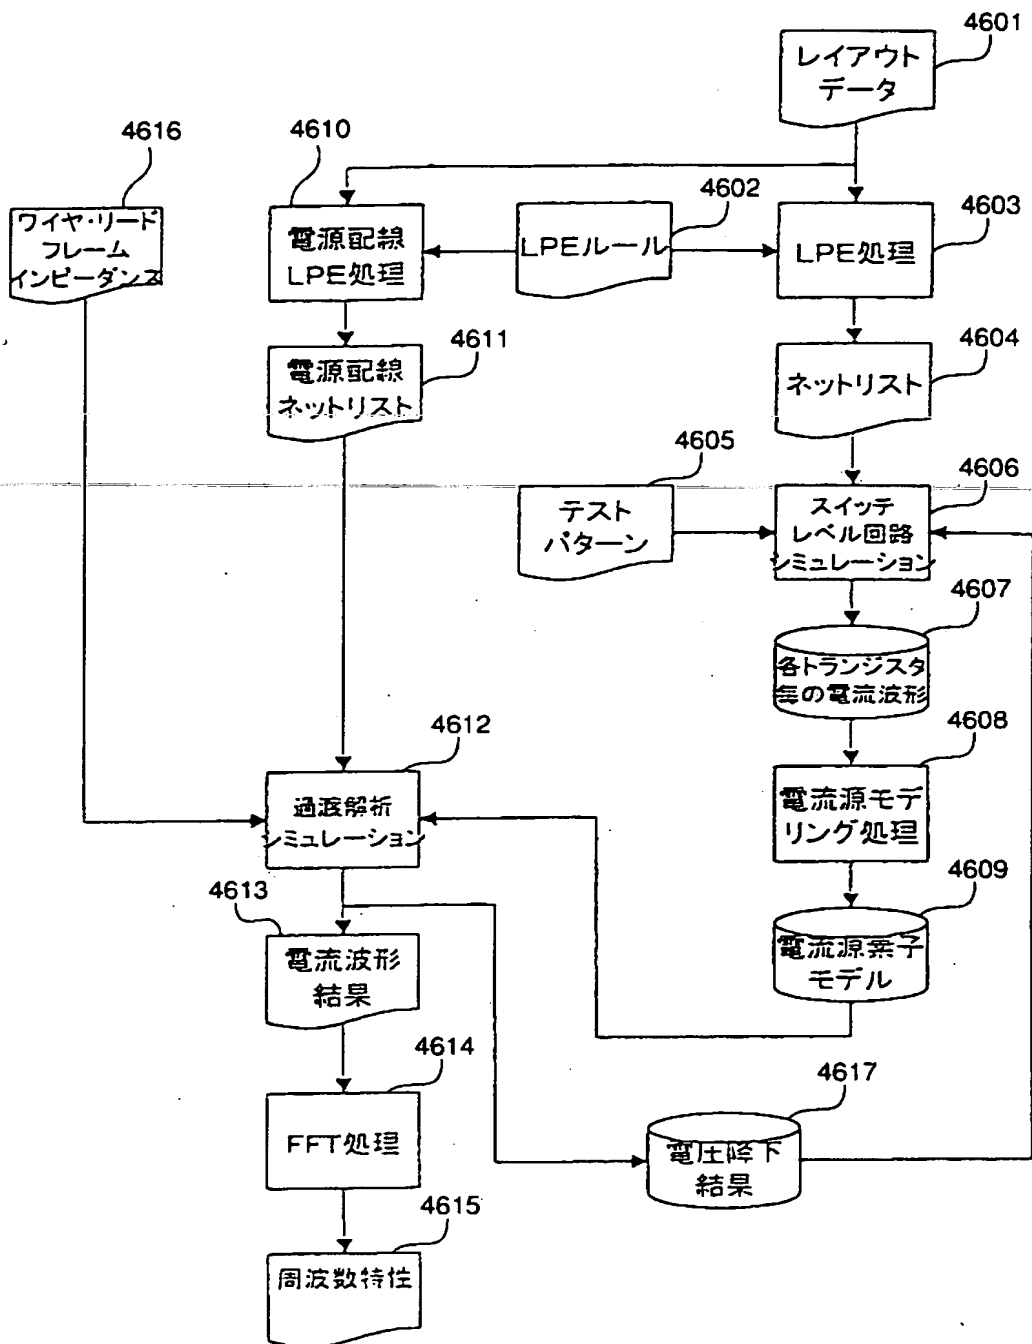 4601
レイアウト
データ
4616
4610
4602
4603
ワイヤ・リード
フレーム
インピーダンス
電源配線
LPE処理
LPEルール
LPE処理
4611
4604
電源配線
ネットリスト
ネットリスト
4605
4606
テスト
パターン
スイッチ
レベル回路
シミュレーション
4607
各トランジスタ
毎の電流波形
4612
4608
過渡解析
シミュレーション
電流源モデ
リング処理
4613
4609
電流波形
結果
電流源素子
モデル
4614
4617
FFT処理
電圧降下
結果
4615
周波数特性